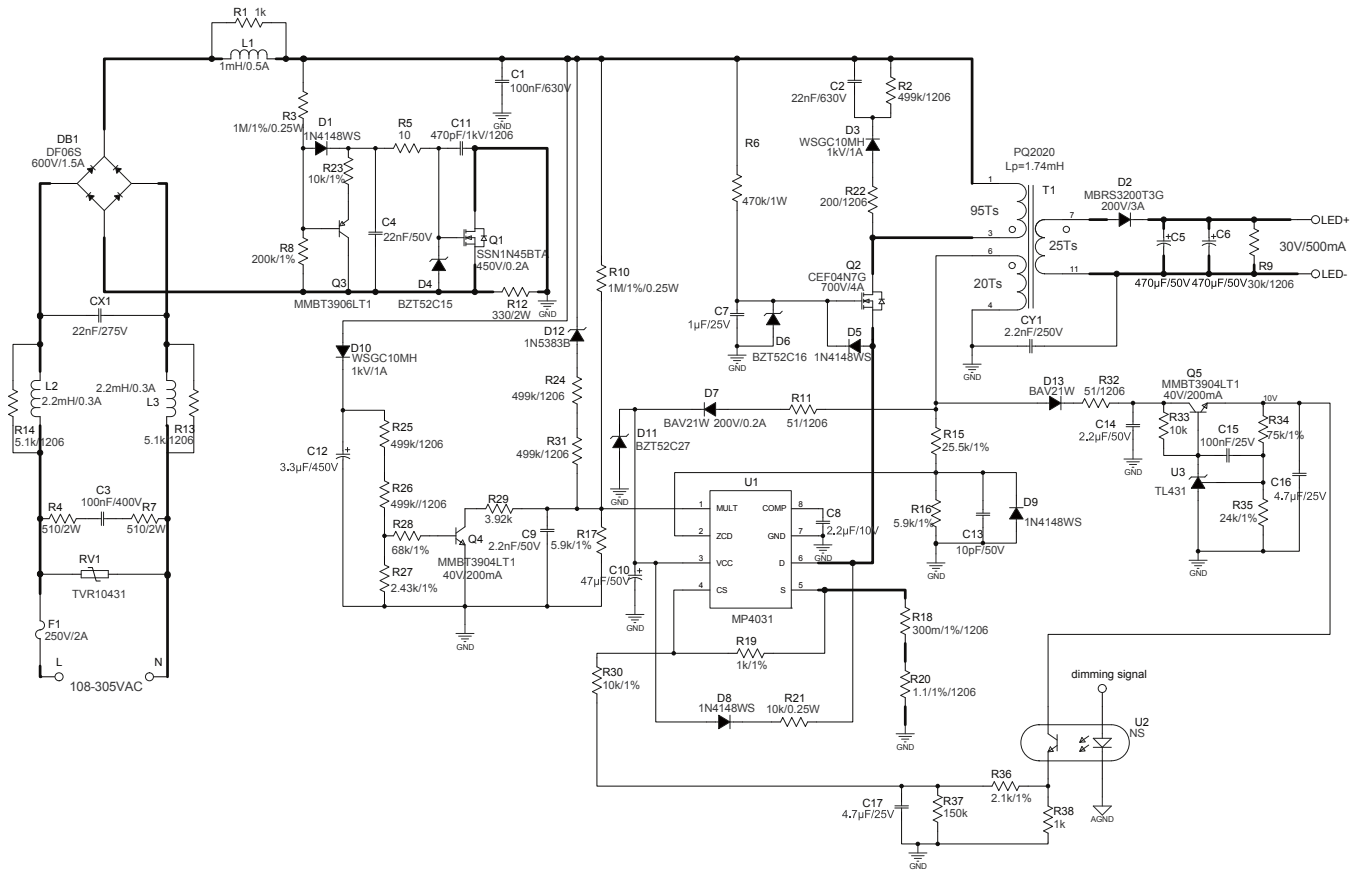 R1 1k
L1
1mH/0.5A
DB1
DF06S
600V/1.5A
R3
1M/1%/0.25W
D1
1N4148WS
R5
10
C11
470pF/1kV/1206
C1
100nF/630V
GND
R23
10k/1%
C4
22nF/50V
Q1
SSN1N45BTA
450V/0.2A
R8
200k/1%
Q3
MMBT3906LT1
D4
BZT52C15
R12
330/2W
GND
CX1
22nF/275V
L2
2.2mH/0.3A
2.2mH/0.3A
L3
R14
5.1k/1206
R13
5.1k/1206
R4
510/2W
C3
100nF/400V
R7
510/2W
RV1
TVR10431
F1
250V/2A
L
N
108-305VAC
D10
WSGC10MH
1kV/1A
C12
3.3µF/450V
R25
499k/1206
R26
499k//1206
R28
68k/1%
R27
2.43k/1%
Q4
MMBT3904LT1
40V/200mA
R29
3.92k
C9
2.2nF/50V
R17
5.9k/1%
GND
D12
1N5383B
R24
499k/1206
R31
499k/1206
R10
1M/1%/0.25W
R6
470k/1W
C2
22nF/630V
R2
499k/1206
D3
WSGC10MH
1kV/1A
R22
200/1206
Q2
CEF04N7G
700V/4A
C7
1µF/25V
GND
D6
BZT52C16
D5
1N4148WS
PQ2020
Lp=1.74mH
T1
1
95Ts
3
6
20Ts
4
7
25Ts
11
D2
MBRS3200T3G
200V/3A
C5
470µF/50V
C6
470µF/50V
R9
30k/1206
LED+
30V/500mA
LED-
CY1
2.2nF/250V
GND
D7
BAV21W 200V/0.2A
R11
51/1206
D11
BZT52C27
GND
R15
25.5k/1%
R16
5.9k/1%
C13
10pF/50V
D9
1N4148WS
GND
D13
BAV21W
R32
51/1206
C14
2.2µF/50V
GND
Q5
MMBT3904LT1
40V/200mA
10V
R33
10k
C15
100nF/25V
R34
75k/1%
U3
TL431
R35
24k/1%
C16
4.7µF/25V
GND
U1
1 MULT
2 ZCD
3 VCC
4 CS
COMP 8
GND 7
D 6
S 5
MP4031
C8
2.2µF/10V
GND
C10
47µF/50V
GND
R19
1k/1%
R18
300m/1%/1206
R20
1.1/1%/1206
GND
R30
10k/1%
D8
1N4148WS
R21
10k/0.25W
dimming signal
U2
NS
AGND
R36
2.1k/1%
C17
4.7µF/25V
R37
150k
R38
1k
GND